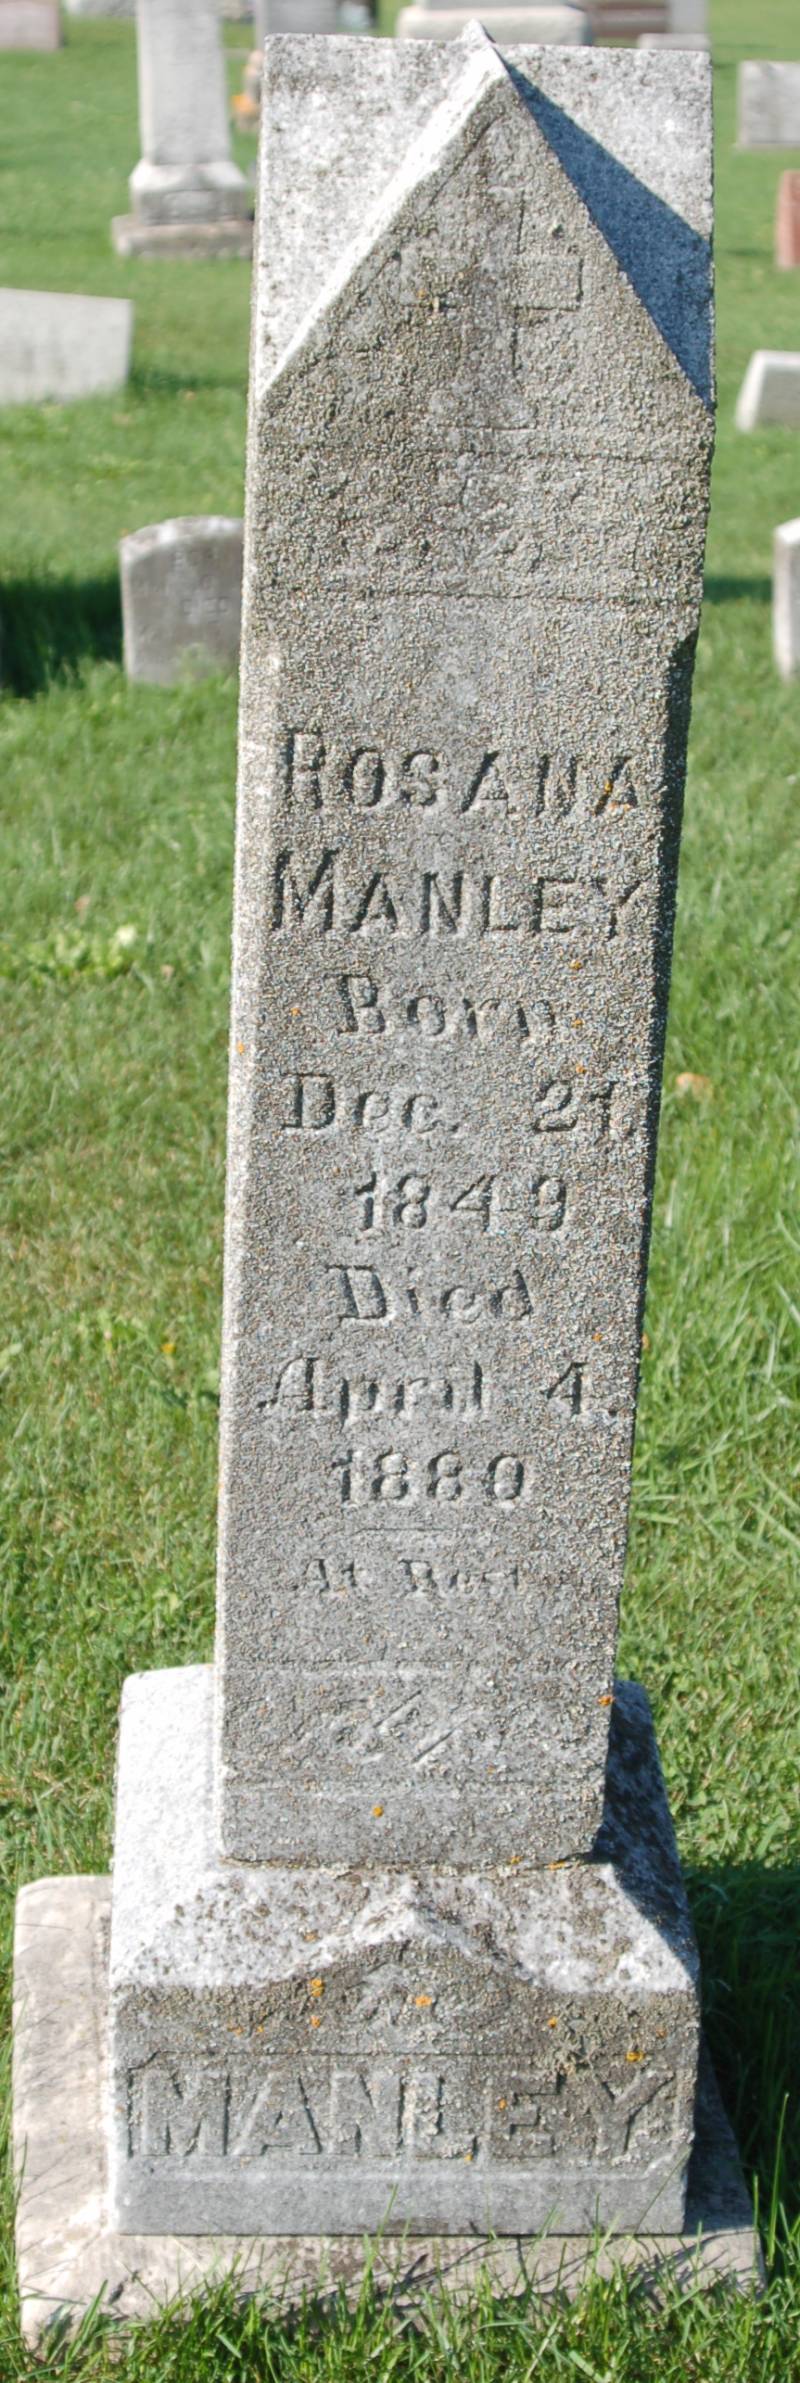 ROSANA
MANLEY
Born
Dec. 21,
1849
Died
April 4.
1880
At Rest
MANLEY